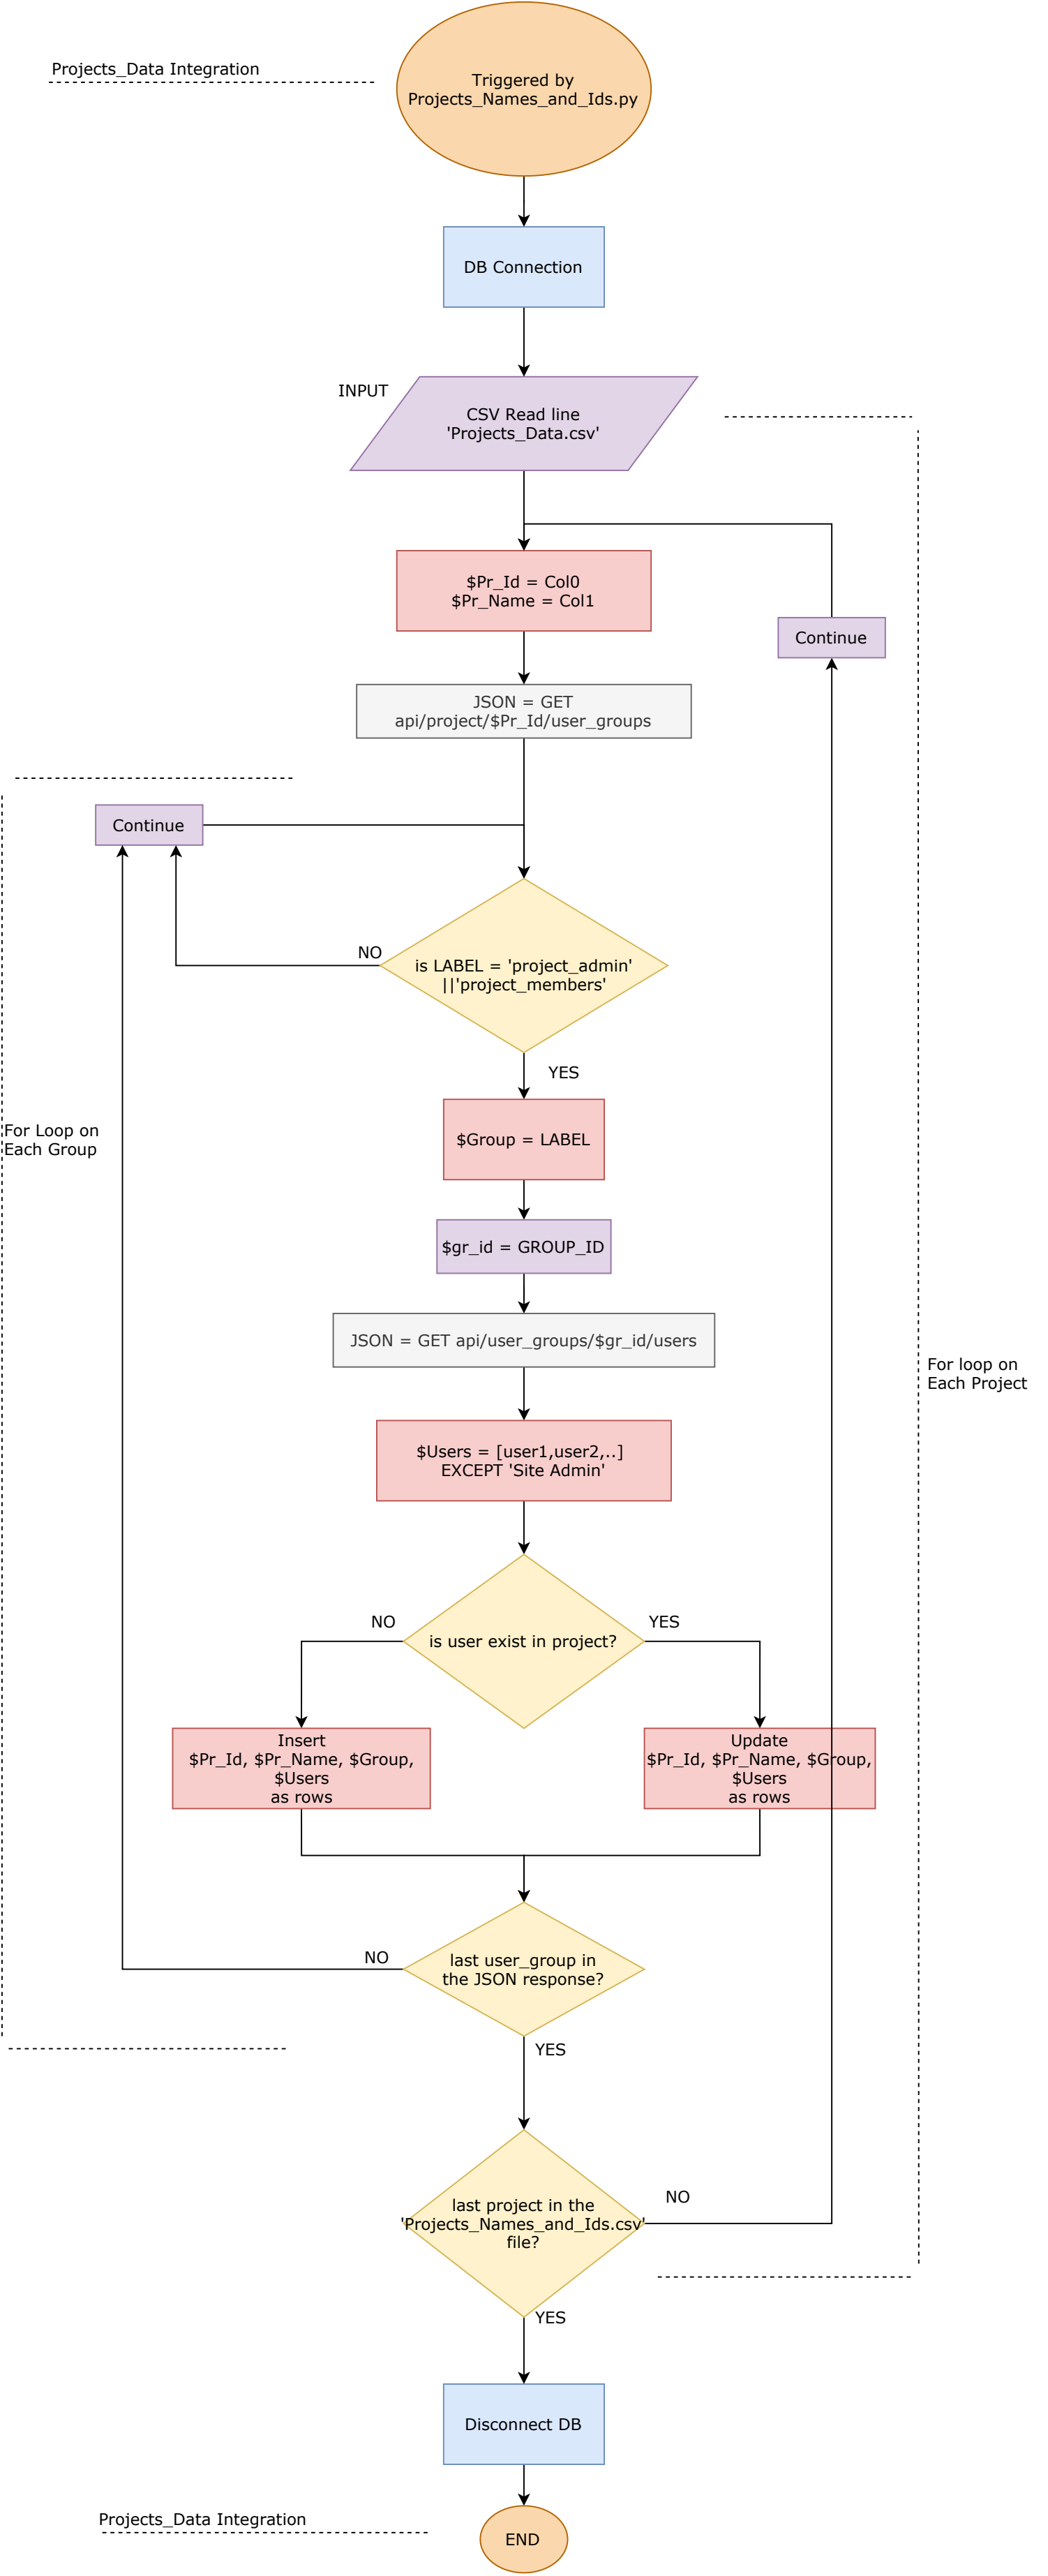 Projects_Data Integration
Triggered by
Projects_Names_and_Ids.py
DB Connection
INPUT
CSV Read line
'Projects_Data.csv'
$Pr_Id = Col0
$Pr_Name = Col1
Continue
JSON = GET
api/project/$Pr_Id/user_groups
Continue
NO
is LABEL = 'project_admin'
||'project_members'
YES
For Loop on
Each Group
$Group = LABEL
$gr_id = GROUP_ID
JSON = GET api/user_groups/$gr_id/users
For loop on
Each Project
$Users = [user1,user2,..]
EXCEPT 'Site Admin'
NO
YES
is user exist in project?
Insert
$Pr_Id, $Pr_Name, $Group,
$Users
as rows
Update
$Pr_Id, $Pr_Name, $Group,
$Users
as rows
NO
last user_group in
the JSON response?
YES
NO
last project in the
'Projects_Names_and_Ids.csv'
file?
YES
Disconnect DB
Projects_Data Integration
END